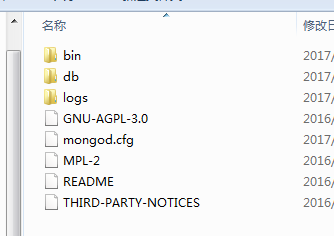 名称 修改日
bin 2017/
db 2017/
logs 2017/
GNU-AGPL-3.0 2016/
mongod.cfg 2017/
MPL-2 2016/
README 2016/
THIRD-PARTY-NOTICES 2016/